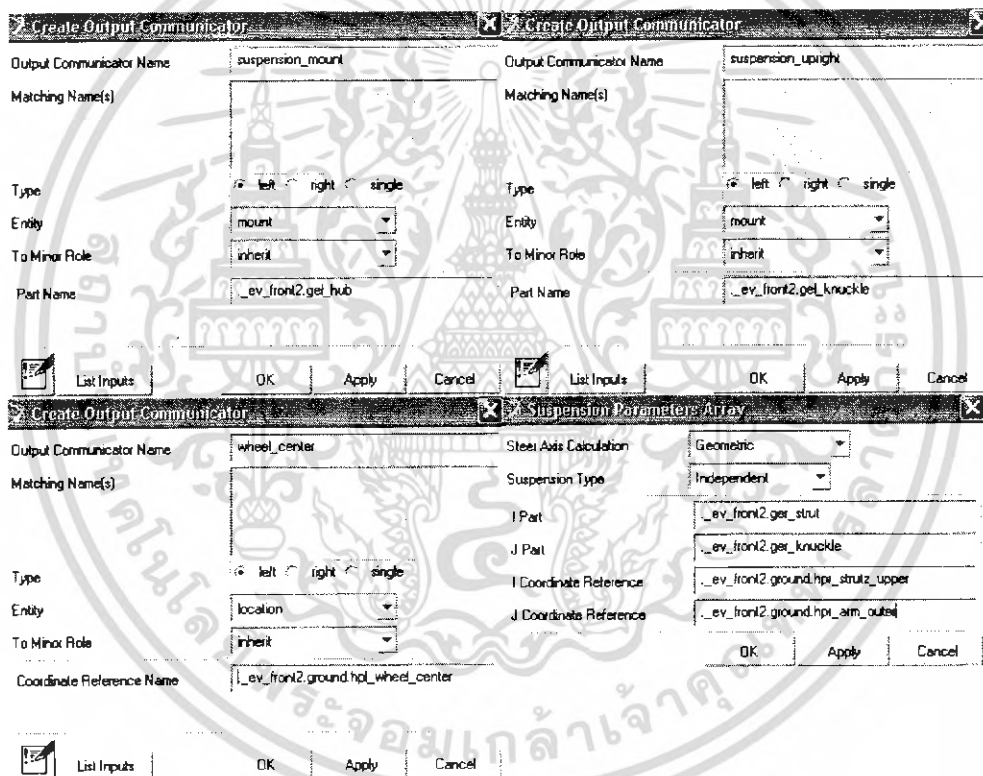 Create Output Communicator
Output Communicator Name suspension_mount
Matching Name(s)
Type left right single
Entity mount
To Minor Role inherit
Part Name ._ev_front2.gel_hub
List Inputs OK Apply Cancel
Create Output Communicator
Output Communicator Name suspension_upright
Matching Name(s)
Type left right single
Entity mount
To Minor Role inherit
Part Name ._ev_front2.gel_knuckle
List Inputs OK Apply Cancel
Create Output Communicator
Output Communicator Name wheel_center
Matching Name(s)
Type left right single
Entity location
To Minor Role inherit
Coordinate Reference Name ._ev_front2.ground.hpl_wheel_center
List Inputs OK Apply Cancel
Suspension Parameters Array
Steer Axis Calculation Geometric
Suspension Type Independent
I Part ._ev_front2.ger_strut
J Part ._ev_front2.ger_knuckle
I Coordinate Reference ._ev_front2.ground.hpr_strutz_upper
J Coordinate Reference ._ev_front2.ground.hpr_arm_outer
OK Apply Cancel